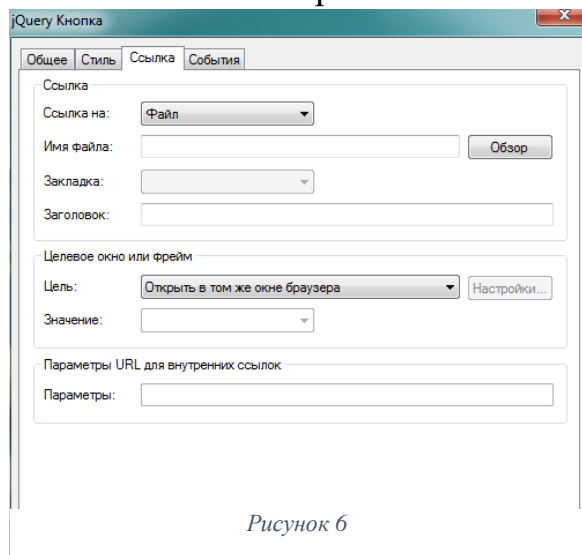 jQuery Кнопка
Общее Стиль Ссылка События
Ссылка
Ссылка на: Файл
Имя файла: Обзор
Закладка:
Заголовок:
Целевое окно или фрейм
Цель: Открыть в том же окне браузера Настройки...
Значение:
Параметры URL для внутренних ссылок
Параметры:
Рисунок 6